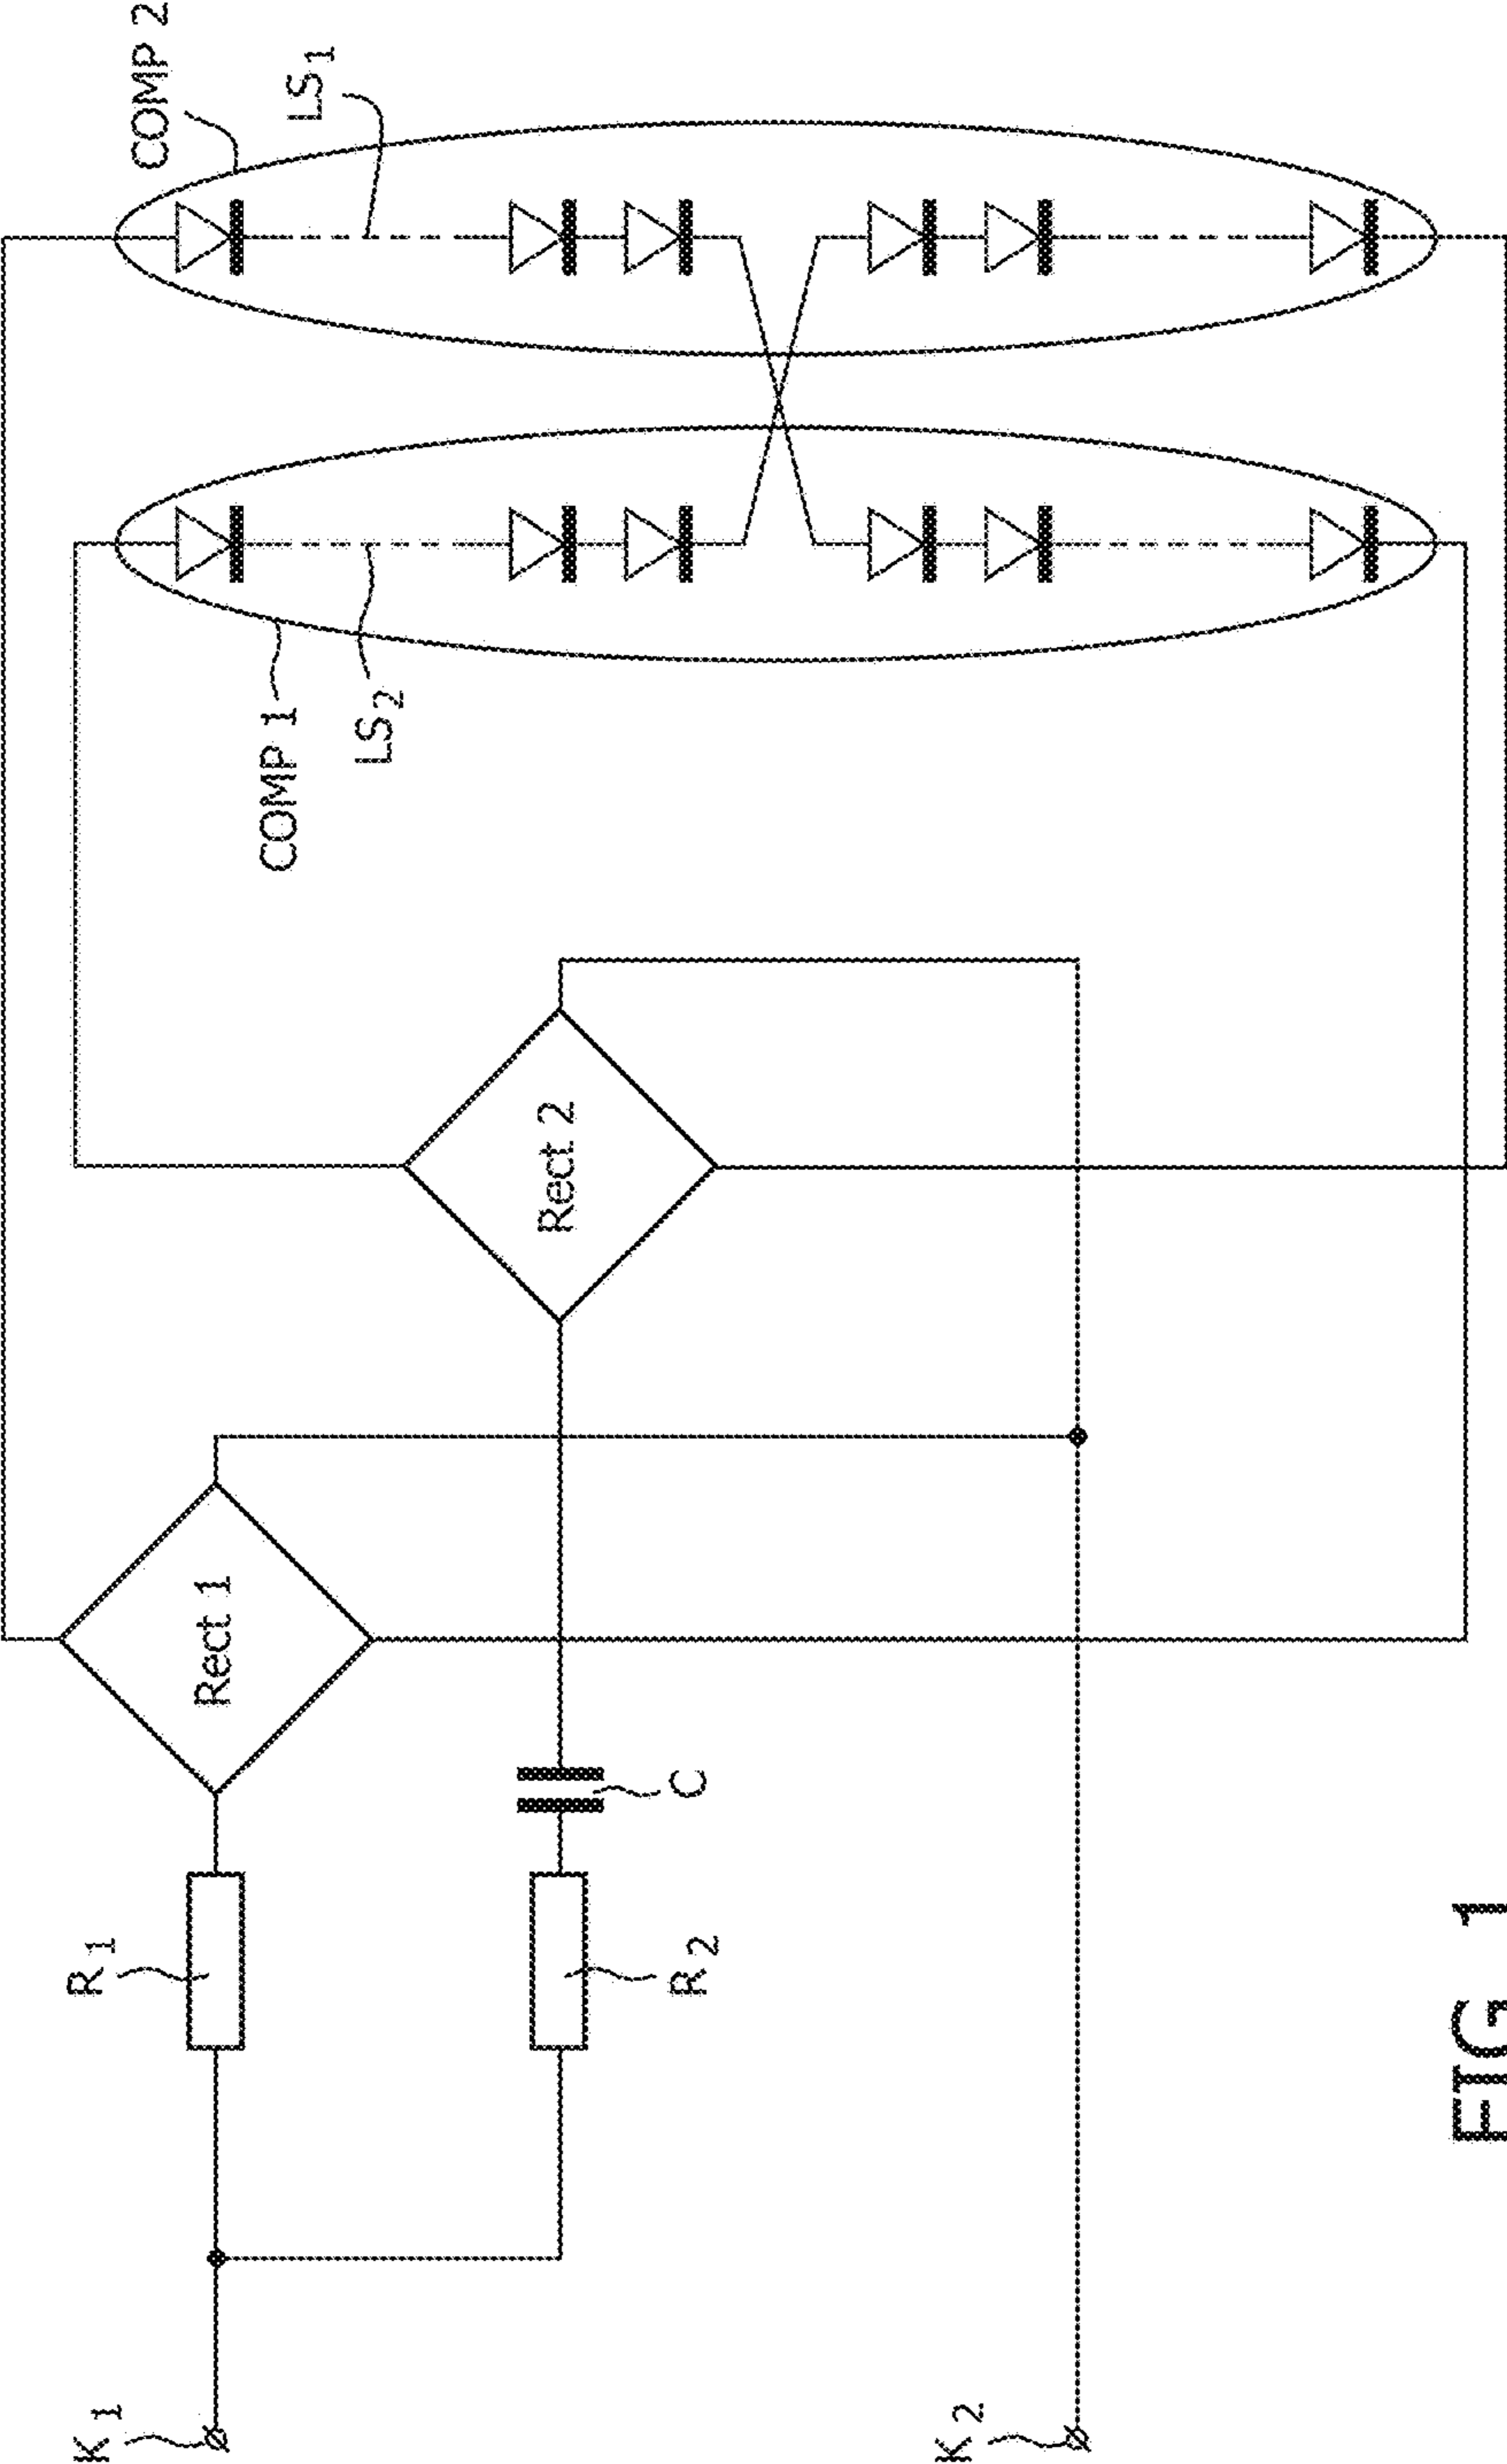 COMP 2
LS1
COMP 1
LS2
Rect 2
Rect 1
C
R1
R2
K1
K2
FIG. 1